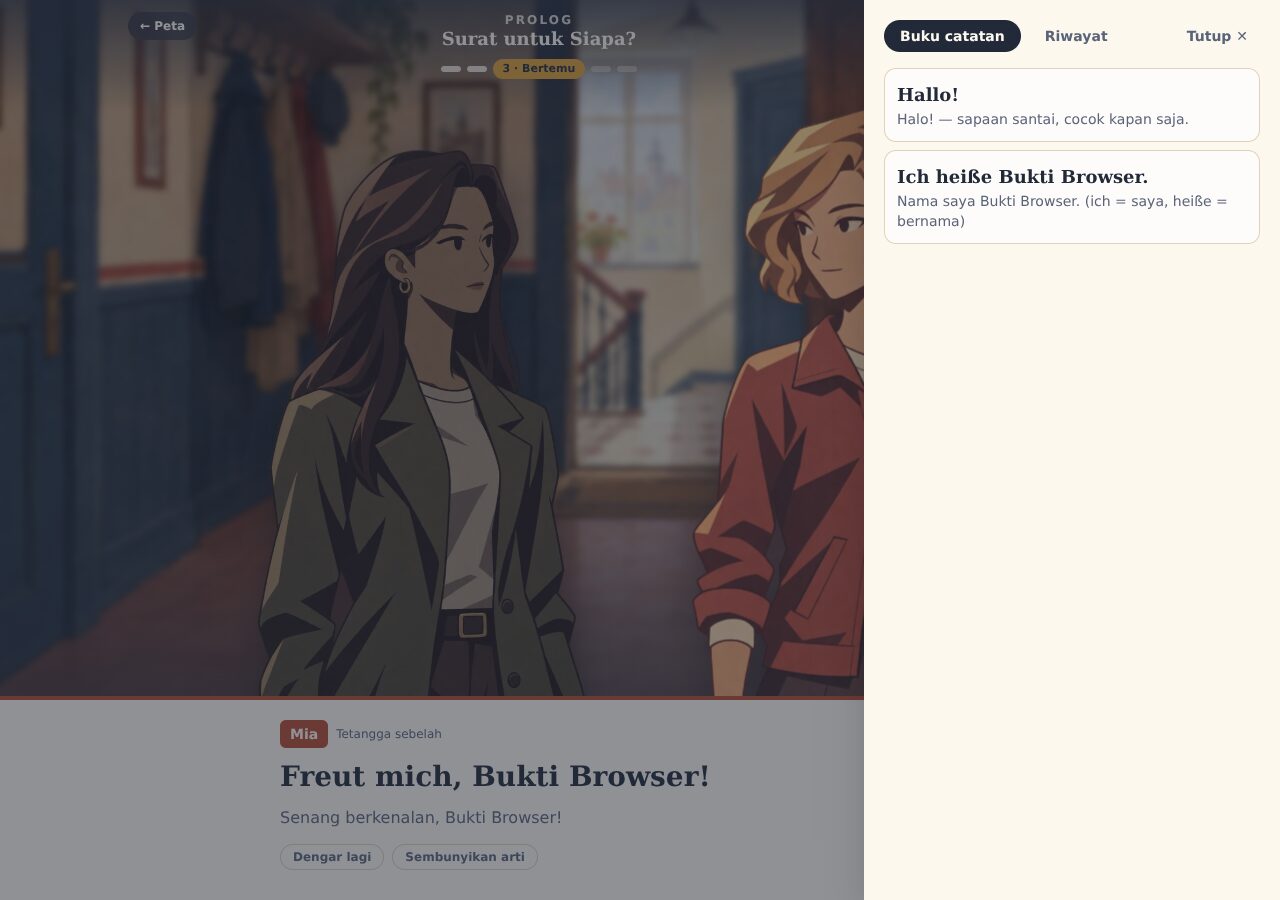 ← Peta
PROLOG
Surat untuk Siapa?
3 · Bertemu
Buku catatan
Riwayat
Tutup ×
Hallo!
Halo! — sapaan santai, cocok kapan saja.
Ich heiße Bukti Browser.
Nama saya Bukti Browser. (ich = saya, heiße =
bernama)
Mia
Tetangga sebelah
Freut mich, Bukti Browser!
Senang berkenalan, Bukti Browser!
Dengar lagi
Sembunyikan arti